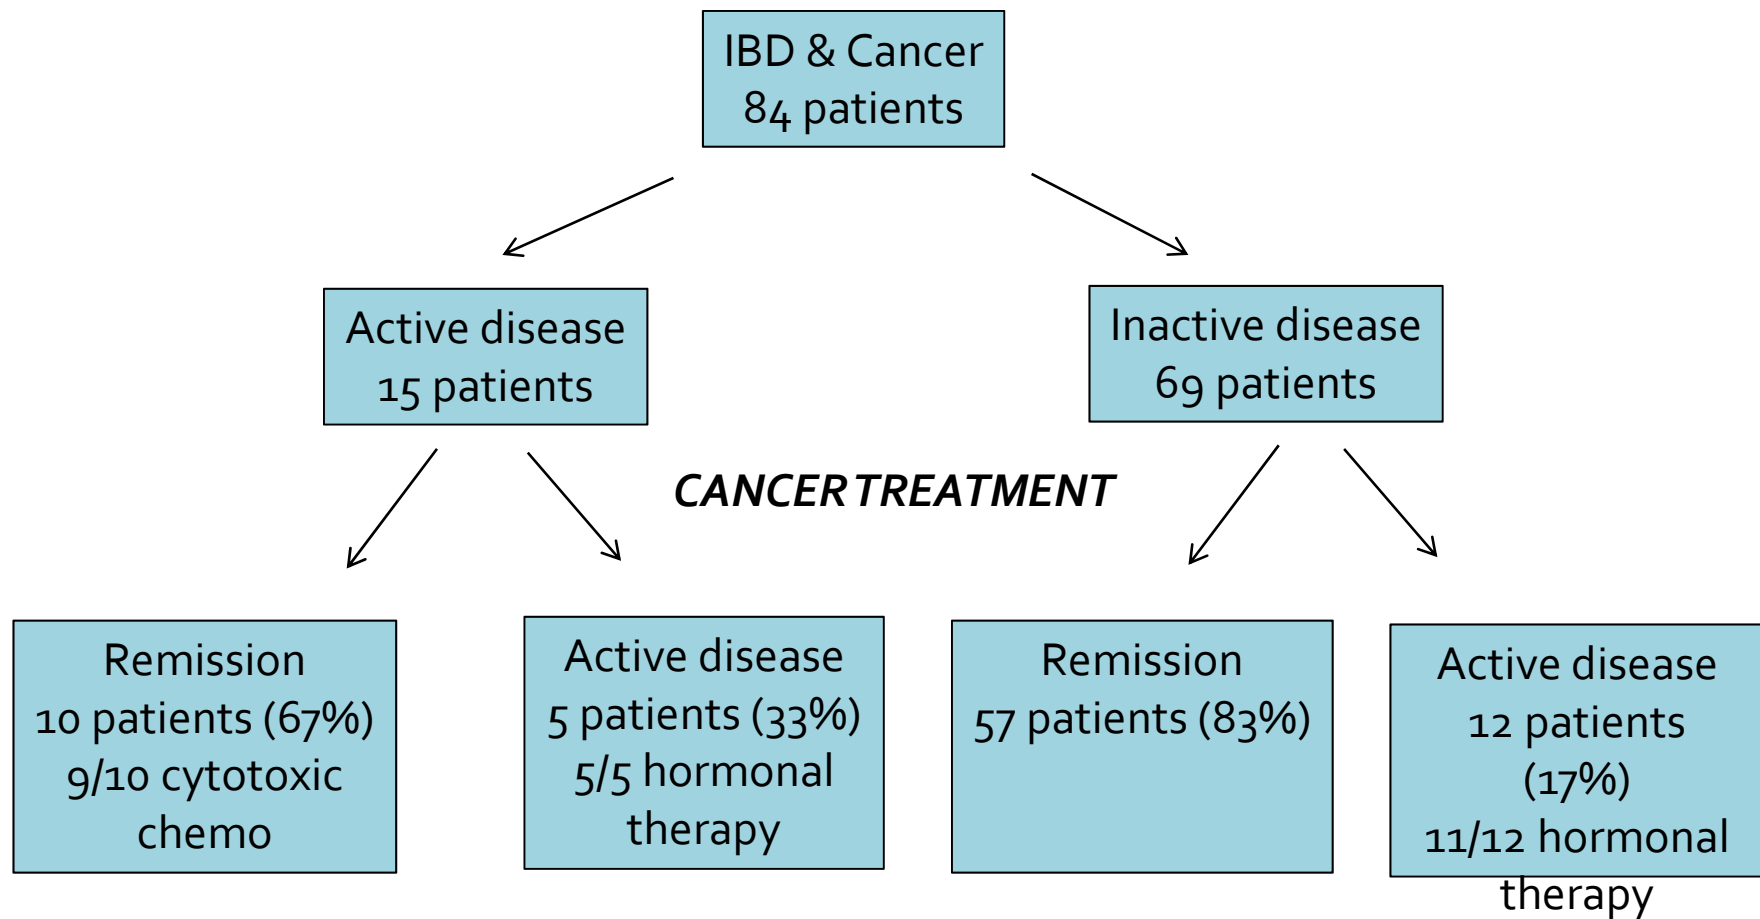 IBD & Cancer
84 patients
Active disease
15 patients
Inactive disease
69 patients
CANCER TREATMENT
Remission
10 patients (67%)
9/10 cytotoxic
chemo
Active disease
5 patients (33%)
5/5 hormonal
therapy
Remission
57 patients (83%)
Active disease
12 patients
(17%)
11/12 hormonal
therapy